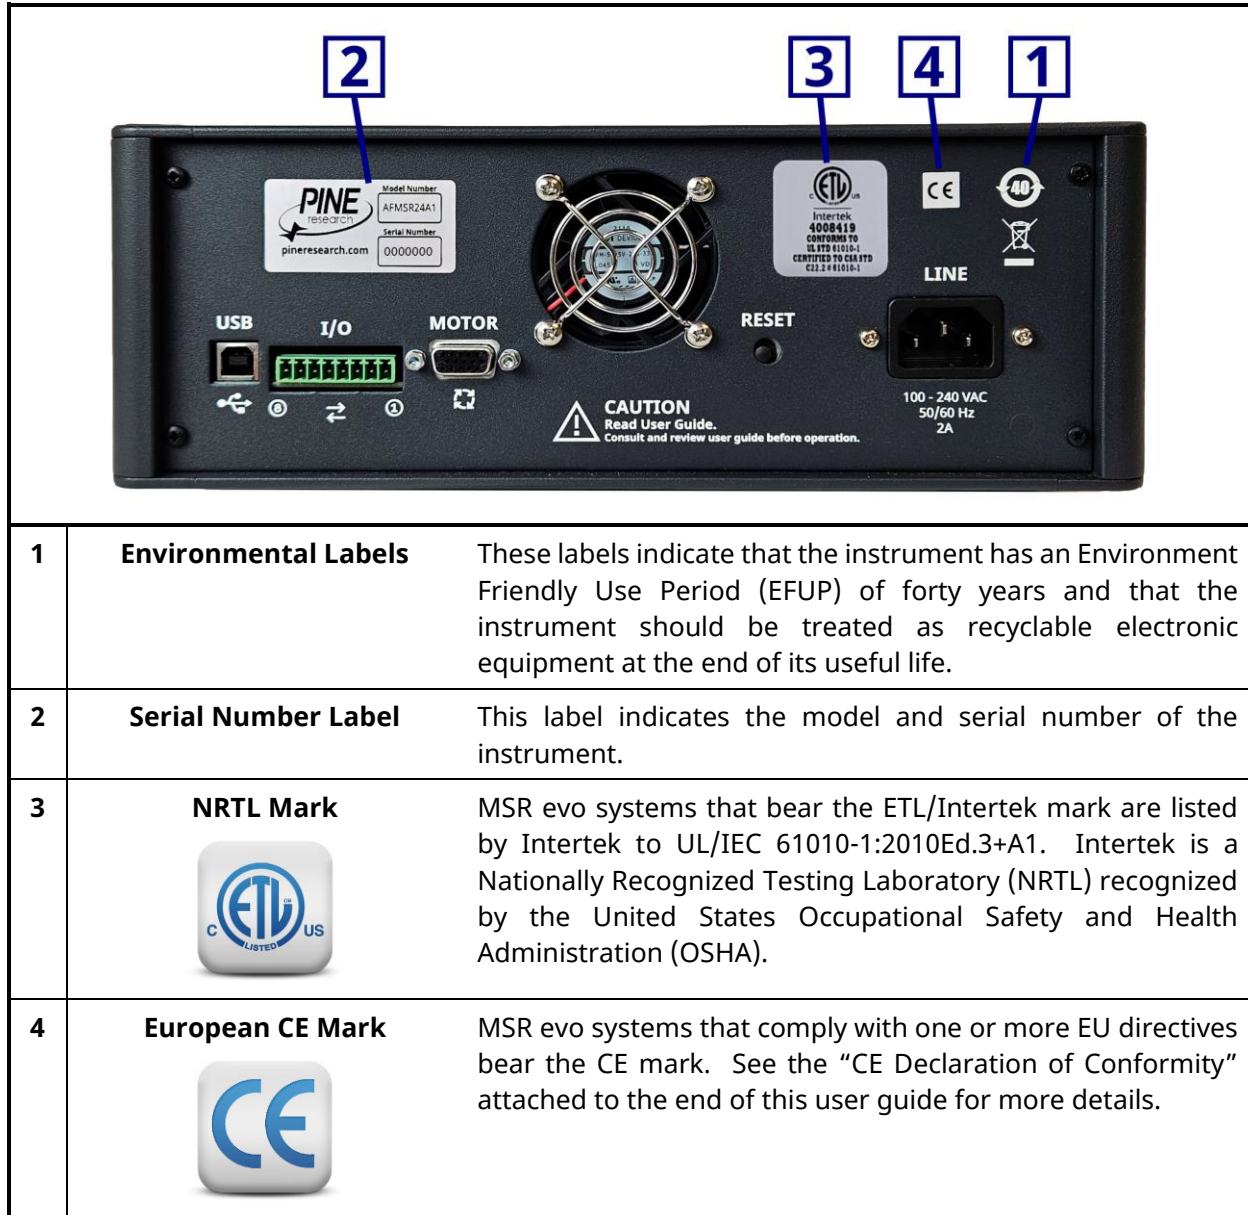 2
3
4
1
PINE
research
pineresearch.com
Model Number
AFMSR24A1
Serial Number
0000000
ETL
C US
Intertek
4008419
CONFORMS TO
UL STD 61010-1
CERTIFIED TO CSA STD
C22.2 # 61010-1
CE
40
LINE
USB
I/O
MOTOR
RESET
8
1
CAUTION
Read User Guide.
Consult and review user guide before operation.
100 - 240 VAC
50/60 Hz
2A
1 Environmental Labels These labels indicate that the instrument has an Environment
Friendly Use Period (EFUP) of forty years and that the
instrument should be treated as recyclable electronic
equipment at the end of its useful life.
2 Serial Number Label This label indicates the model and serial number of the
instrument.
3 NRTL Mark MSR evo systems that bear the ETL/Intertek mark are listed
by Intertek to UL/IEC 61010-1:2010Ed.3+A1. Intertek is a
Nationally Recognized Testing Laboratory (NRTL) recognized
by the United States Occupational Safety and Health
Administration (OSHA).
ETL CM
C US
LISTED
4 European CE Mark MSR evo systems that comply with one or more EU directives
bear the CE mark. See the “CE Declaration of Conformity”
attached to the end of this user guide for more details.
CE